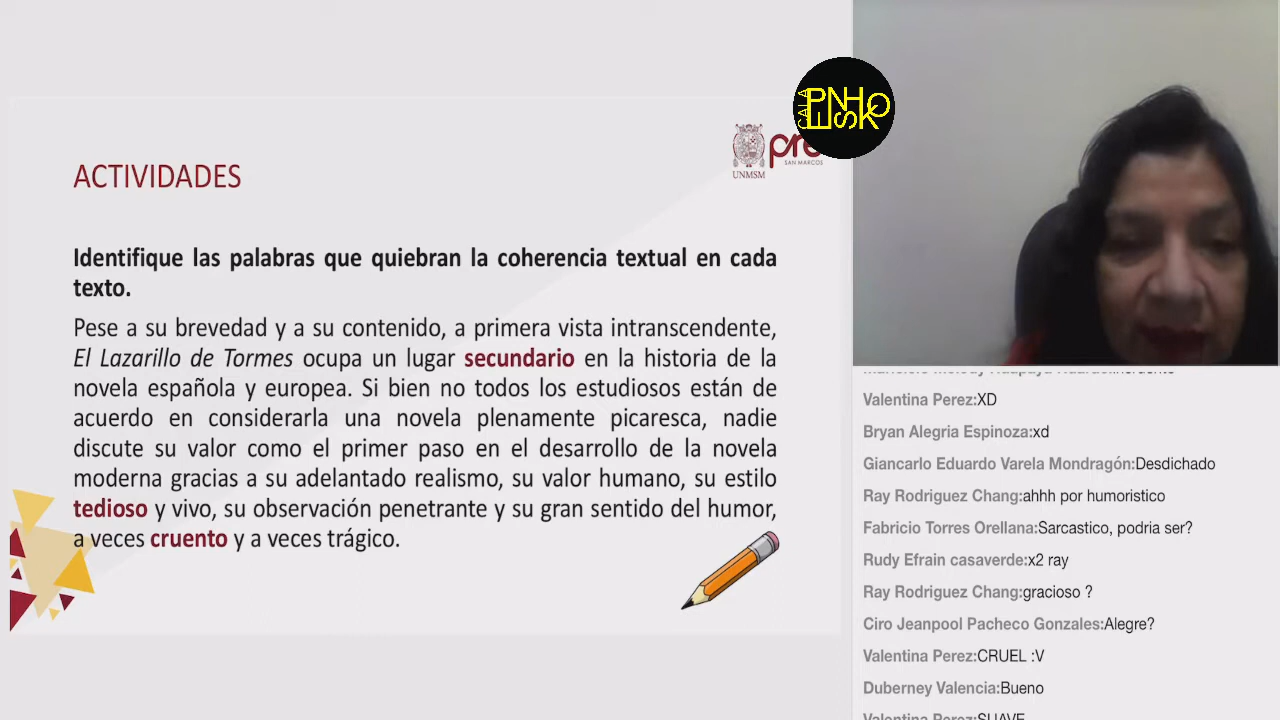 ACTIVIDADES
Identifique las palabras que quiebran la coherencia textual en cada
texto.
Pese a su brevedad y a su contenido, a primera vista intranscendente,
El Lazarillo de Tormes ocupa un lugar secundario en la historia de la
novela española y europea. Si bien no todos los estudiosos están de
acuerdo en considerarla una novela plenamente picaresca, nadie
discute su valor como el primer paso en el desarrollo de la novela
moderna gracias a su adelantado realismo, su valor humano, su estilo
tedioso y vivo, su observación penetrante y su gran sentido del humor,
a veces cruento y a veces trágico.
UNMSM
SAN MARCOS
CALA
Valentina Perez:XD
Bryan Alegria Espinoza:xd
Giancarlo Eduardo Varela Mondragón:Desdichado
Ray Rodriguez Chang:ahhh por humoristico
Fabricio Torres Orellana:Sarcastico, podria ser?
Rudy Efrain casaverde:x2 ray
Ray Rodriguez Chang:gracioso ?
Ciro Jeanpool Pacheco Gonzales:Alegre?
Valentina Perez:CRUEL :V
Duberney Valencia:Bueno
Valentina Perez:SUAVE